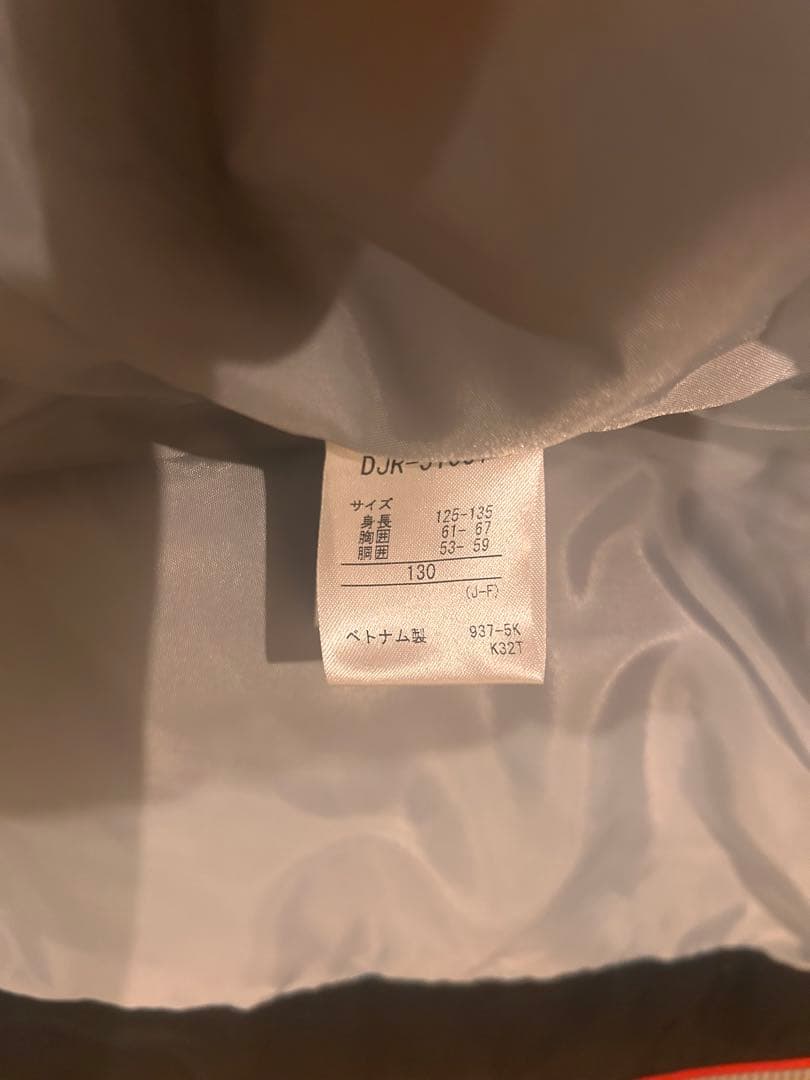 サイズ
身長 125-135
胸囲 61- 67
胴囲 53- 59
130
(J-F)
ベトナム製 937-5K
K32T